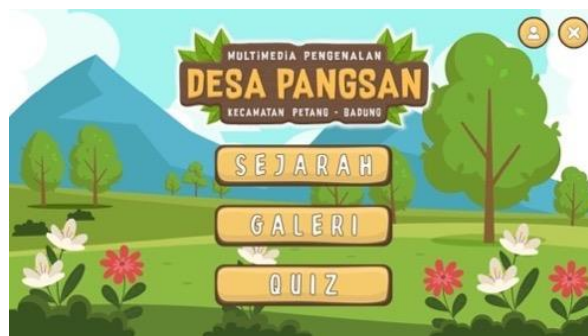 MULTIMEDIA PENGENALAN
DESA PANGSAN
KECAMATAN PETANG - BADUNG
SEJARAH
GALERI
QUIZ